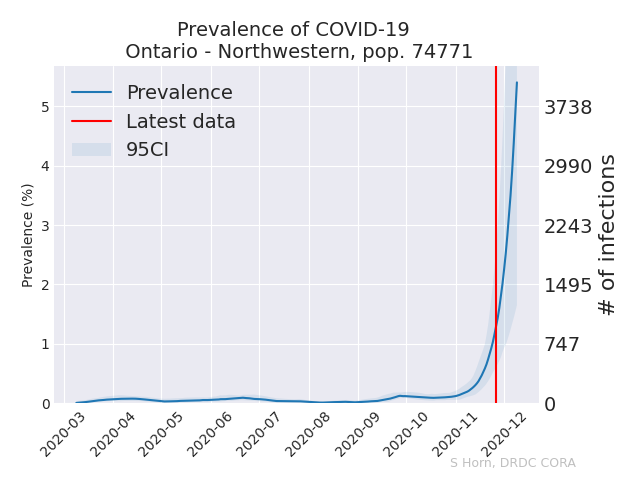 Prevalence of COVID-19
Ontario - Northwestern, pop. 74771
Prevalence
Latest data
95CI
Prevalence (%)
5
4
3
2
1
0
3738
2990
2243
1495
747
0
# of infections
2020-03
2020-04
2020-05
2020-06
2020-07
2020-08
2020-09
2020-10
2020-11
2020-12
S Horn, DRDC CORA